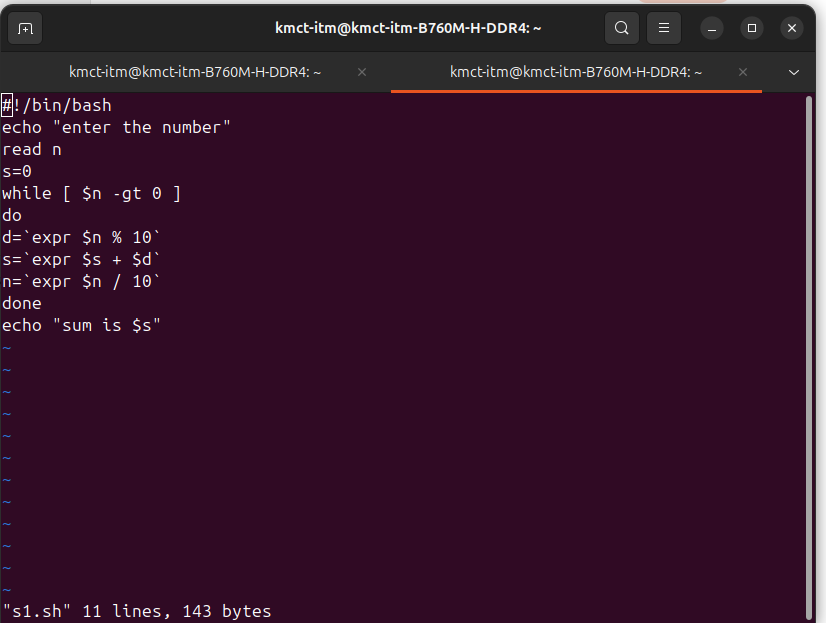 kmct-itm@kmct-itm-B760M-H-DDR4: ~
kmct-itm@kmct-itm-B760M-H-DDR4: ~
kmct-itm@kmct-itm-B760M-H-DDR4: ~
#!/bin/bash
echo "enter the number"
read n
s=0
while [ $n -gt 0 ]
do
d=`expr $n % 10`
s=`expr $s + $d`
n=`expr $n / 10`
done
echo "sum is $s"
~
~
~
~
~
~
~
~
~
~
~
~
"s1.sh" 11 lines, 143 bytes